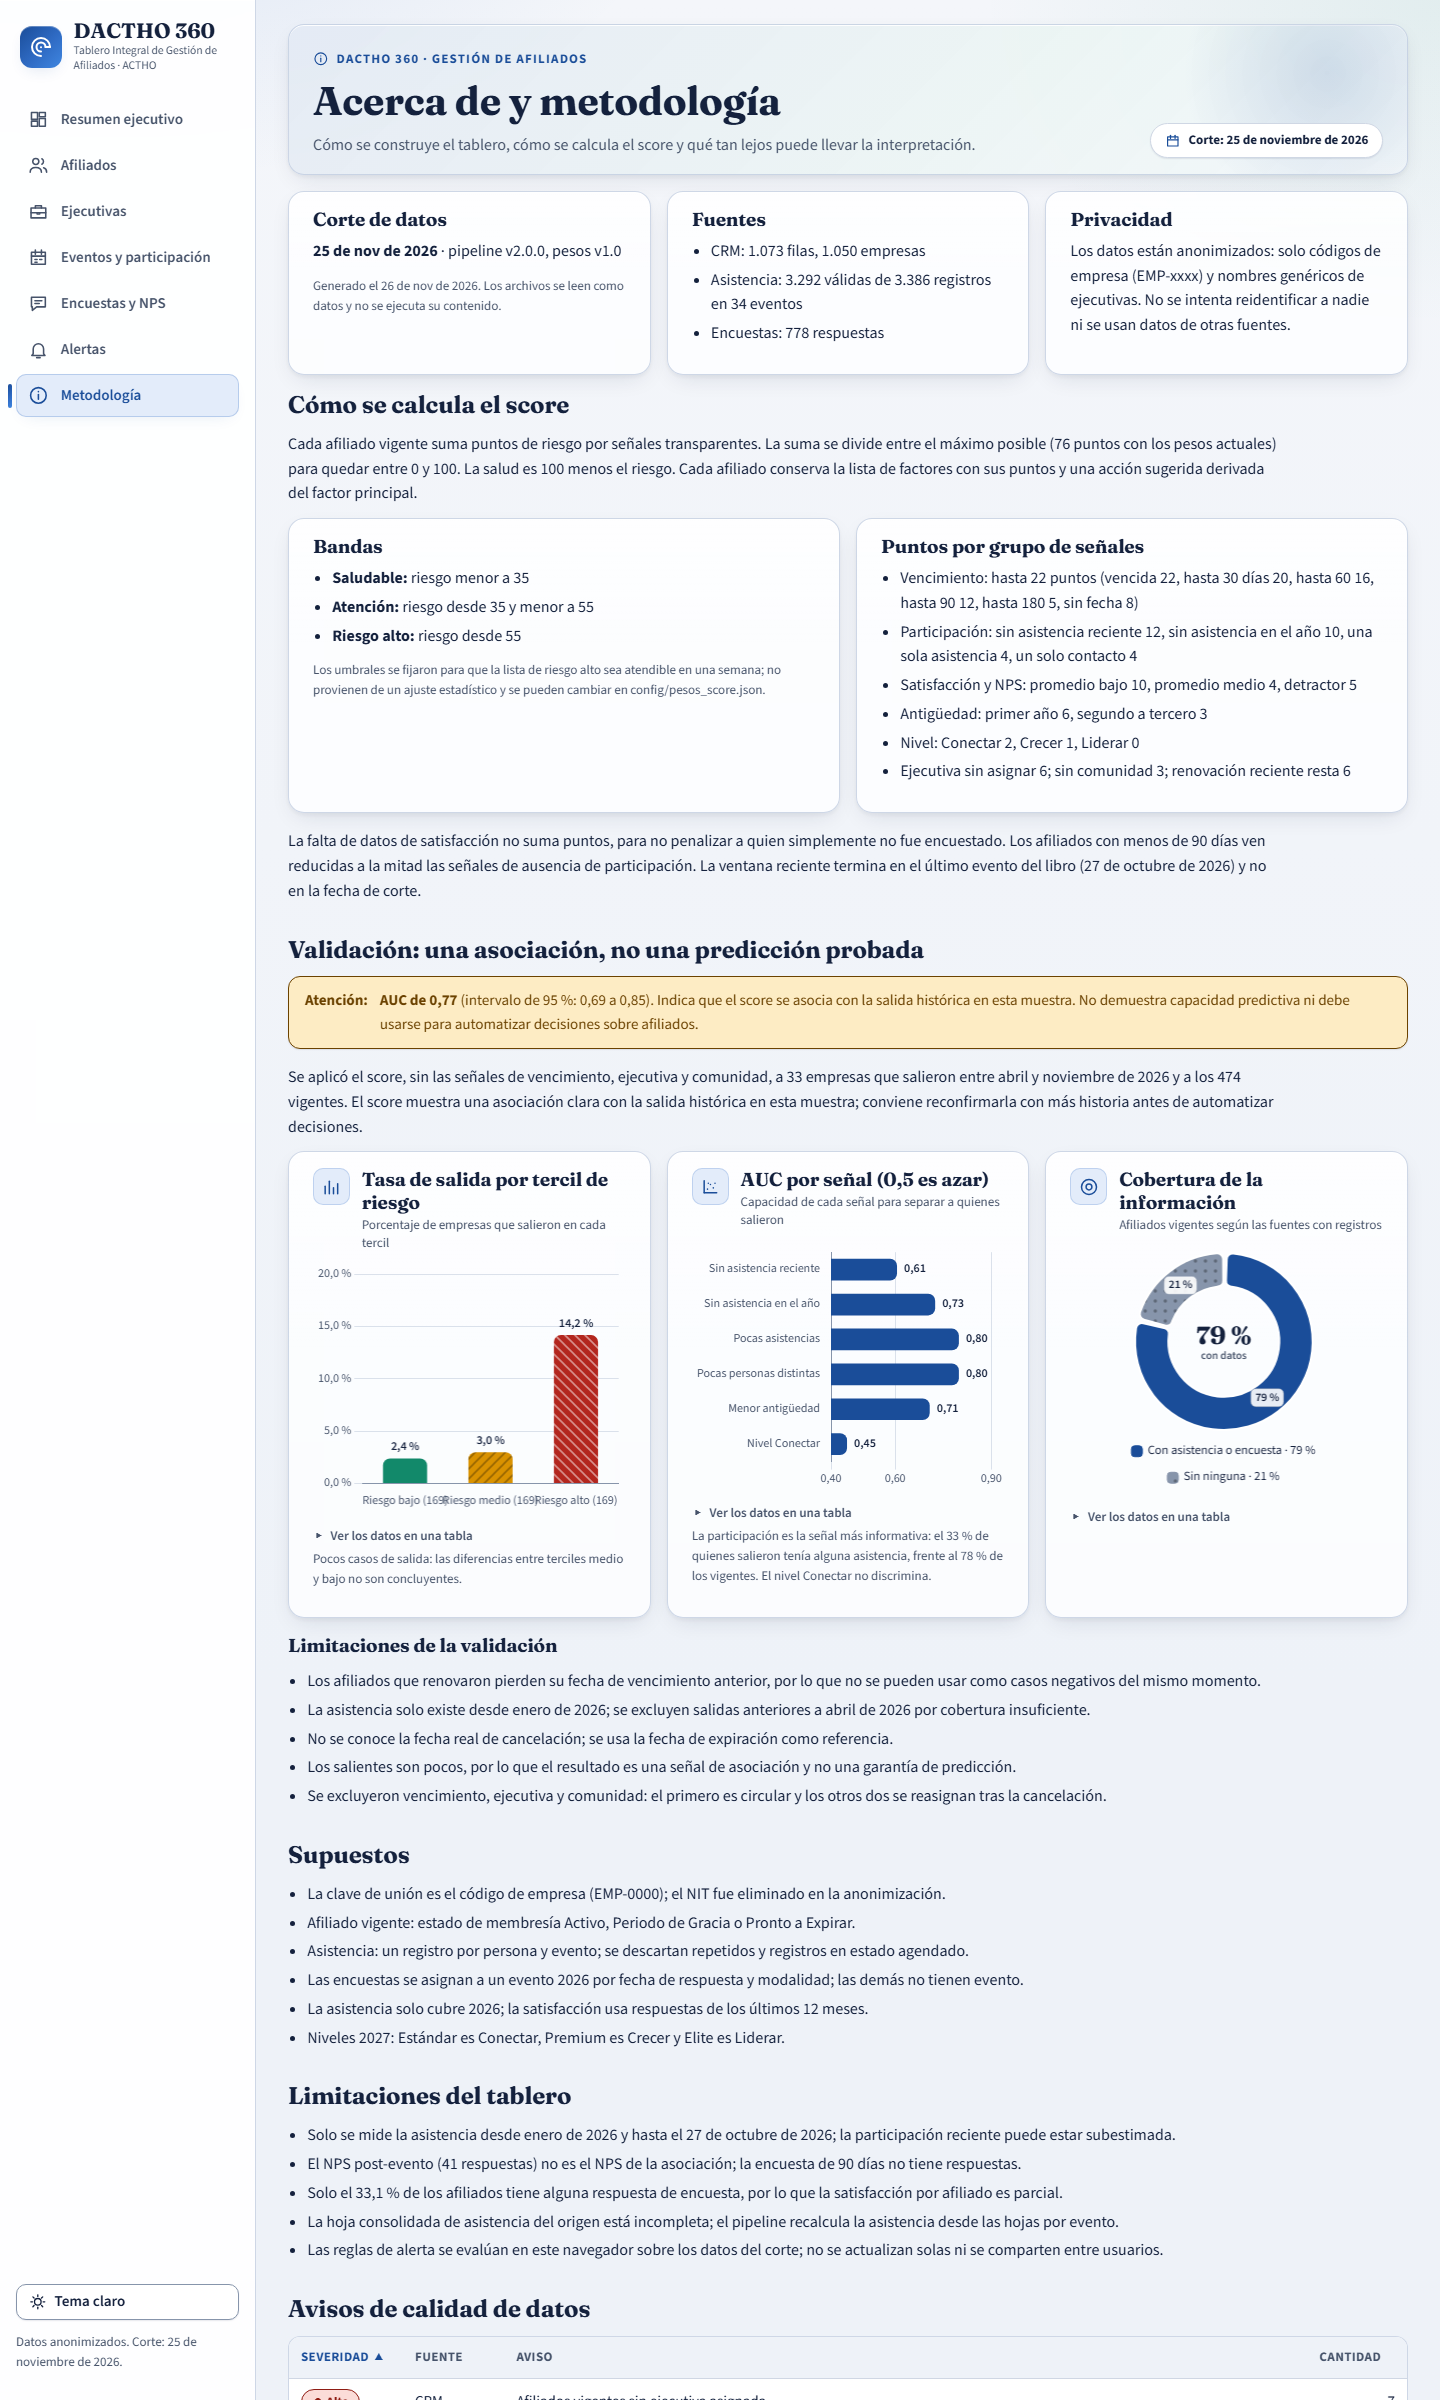 DACTHO 360
Tablero Integral de Gestión de
Afiliados · ACTHO
Resumen ejecutivo
Afiliados
Ejecutivas
Eventos y participación
Encuestas y NPS
Alertas
Metodología
Tema claro
Datos anonimizados. Corte: 25 de
noviembre de 2026.
DACTHO 360 · GESTIÓN DE AFILIADOS
Acerca de y metodología
Cómo se construye el tablero, cómo se calcula el score y qué tan lejos puede llevar la interpretación.
Corte: 25 de noviembre de 2026
Corte de datos
25 de nov de 2026 · pipeline v2.0.0, pesos v1.0
Generado el 26 de nov de 2026. Los archivos se leen como
datos y no se ejecuta su contenido.
Fuentes
• CRM: 1.073 filas, 1.050 empresas
• Asistencia: 3.292 válidas de 3.386 registros
en 34 eventos
• Encuestas: 778 respuestas
Privacidad
Los datos están anonimizados: solo códigos de
empresa (EMP-xxxx) y nombres genéricos de
ejecutivas. No se intenta reidentificar a nadie
ni se usan datos de otras fuentes.
Cómo se calcula el score
Cada afiliado vigente suma puntos de riesgo por señales transparentes. La suma se divide entre el máximo posible (76 puntos con los pesos actuales)
para quedar entre 0 y 100. La salud es 100 menos el riesgo. Cada afiliado conserva la lista de factores con sus puntos y una acción sugerida derivada
del factor principal.
Bandas
• Saludable: riesgo menor a 35
• Atención: riesgo desde 35 y menor a 55
• Riesgo alto: riesgo desde 55
Los umbrales se fijaron para que la lista de riesgo alto sea atendible en una semana; no
provienen de un ajuste estadístico y se pueden cambiar en config/pesos_score.json.
Puntos por grupo de señales
• Vencimiento: hasta 22 puntos (vencida 22, hasta 30 días 20, hasta 60 16,
hasta 90 12, hasta 180 5, sin fecha 8)
• Participación: sin asistencia reciente 12, sin asistencia en el año 10, una
sola asistencia 4, un solo contacto 4
• Satisfacción y NPS: promedio bajo 10, promedio medio 4, detractor 5
• Antigüedad: primer año 6, segundo a tercero 3
• Nivel: Conectar 2, Crecer 1, Liderar 0
• Ejecutiva sin asignar 6; sin comunidad 3; renovación reciente resta 6
La falta de datos de satisfacción no suma puntos, para no penalizar a quien simplemente no fue encuestado. Los afiliados con menos de 90 días ven
reducidas a la mitad las señales de ausencia de participación. La ventana reciente termina en el último evento del libro (27 de octubre de 2026) y no
en la fecha de corte.
Validación: una asociación, no una predicción probada
Atención: AUC de 0,77 (intervalo de 95 %: 0,69 a 0,85). Indica que el score se asocia con la salida histórica en esta muestra. No demuestra capacidad predictiva ni debe
usarse para automatizar decisiones sobre afiliados.
Se aplicó el score, sin las señales de vencimiento, ejecutiva y comunidad, a 33 empresas que salieron entre abril y noviembre de 2026 y a los 474
vigentes. El score muestra una asociación clara con la salida histórica en esta muestra; conviene reconfirmarla con más historia antes de automatizar
decisiones.
Tasa de salida por tercil de
riesgo
Porcentaje de empresas que salieron en cada
tercil
20,0 %
15,0 %
10,0 %
5,0 %
0,0 %
2,4 %
3,0 %
14,2 %
Riesgo bajo (169)
Riesgo medio (169)
Riesgo alto (169)
▸ Ver los datos en una tabla
Pocos casos de salida: las diferencias entre terciles medio
y bajo no son concluyentes.
AUC por señal (0,5 es azar)
Capacidad de cada señal para separar a quienes
salieron
Sin asistencia reciente 0,61
Sin asistencia en el año 0,73
Pocas asistencias 0,80
Pocas personas distintas 0,80
Menor antigüedad 0,71
Nivel Conectar 0,45
0,40 0,60 0,90
▸ Ver los datos en una tabla
La participación es la señal más informativa: el 33 % de
quienes salieron tenía alguna asistencia, frente al 78 % de
los vigentes. El nivel Conectar no discrimina.
Cobertura de la
información
Afiliados vigentes según las fuentes con registros
21 %
79 %
con datos
79 %
Con asistencia o encuesta · 79 %
Sin ninguna · 21 %
▸ Ver los datos en una tabla
Limitaciones de la validación
• Los afiliados que renovaron pierden su fecha de vencimiento anterior, por lo que no se pueden usar como casos negativos del mismo momento.
• La asistencia solo existe desde enero de 2026; se excluyen salidas anteriores a abril de 2026 por cobertura insuficiente.
• No se conoce la fecha real de cancelación; se usa la fecha de expiración como referencia.
• Los salientes son pocos, por lo que el resultado es una señal de asociación y no una garantía de predicción.
• Se excluyeron vencimiento, ejecutiva y comunidad: el primero es circular y los otros dos se reasignan tras la cancelación.
Supuestos
• La clave de unión es el código de empresa (EMP-0000); el NIT fue eliminado en la anonimización.
• Afiliado vigente: estado de membresía Activo, Periodo de Gracia o Pronto a Expirar.
• Asistencia: un registro por persona y evento; se descartan repetidos y registros en estado agendado.
• Las encuestas se asignan a un evento 2026 por fecha de respuesta y modalidad; las demás no tienen evento.
• La asistencia solo cubre 2026; la satisfacción usa respuestas de los últimos 12 meses.
• Niveles 2027: Estándar es Conectar, Premium es Crecer y Elite es Liderar.
Limitaciones del tablero
• Solo se mide la asistencia desde enero de 2026 y hasta el 27 de octubre de 2026; la participación reciente puede estar subestimada.
• El NPS post-evento (41 respuestas) no es el NPS de la asociación; la encuesta de 90 días no tiene respuestas.
• Solo el 33,1 % de los afiliados tiene alguna respuesta de encuesta, por lo que la satisfacción por afiliado es parcial.
• La hoja consolidada de asistencia del origen está incompleta; el pipeline recalcula la asistencia desde las hojas por evento.
• Las reglas de alerta se evalúan en este navegador sobre los datos del corte; no se actualizan solas ni se comparten entre usuarios.
Avisos de calidad de datos
SEVERIDAD ▲ FUENTE AVISO CANTIDAD